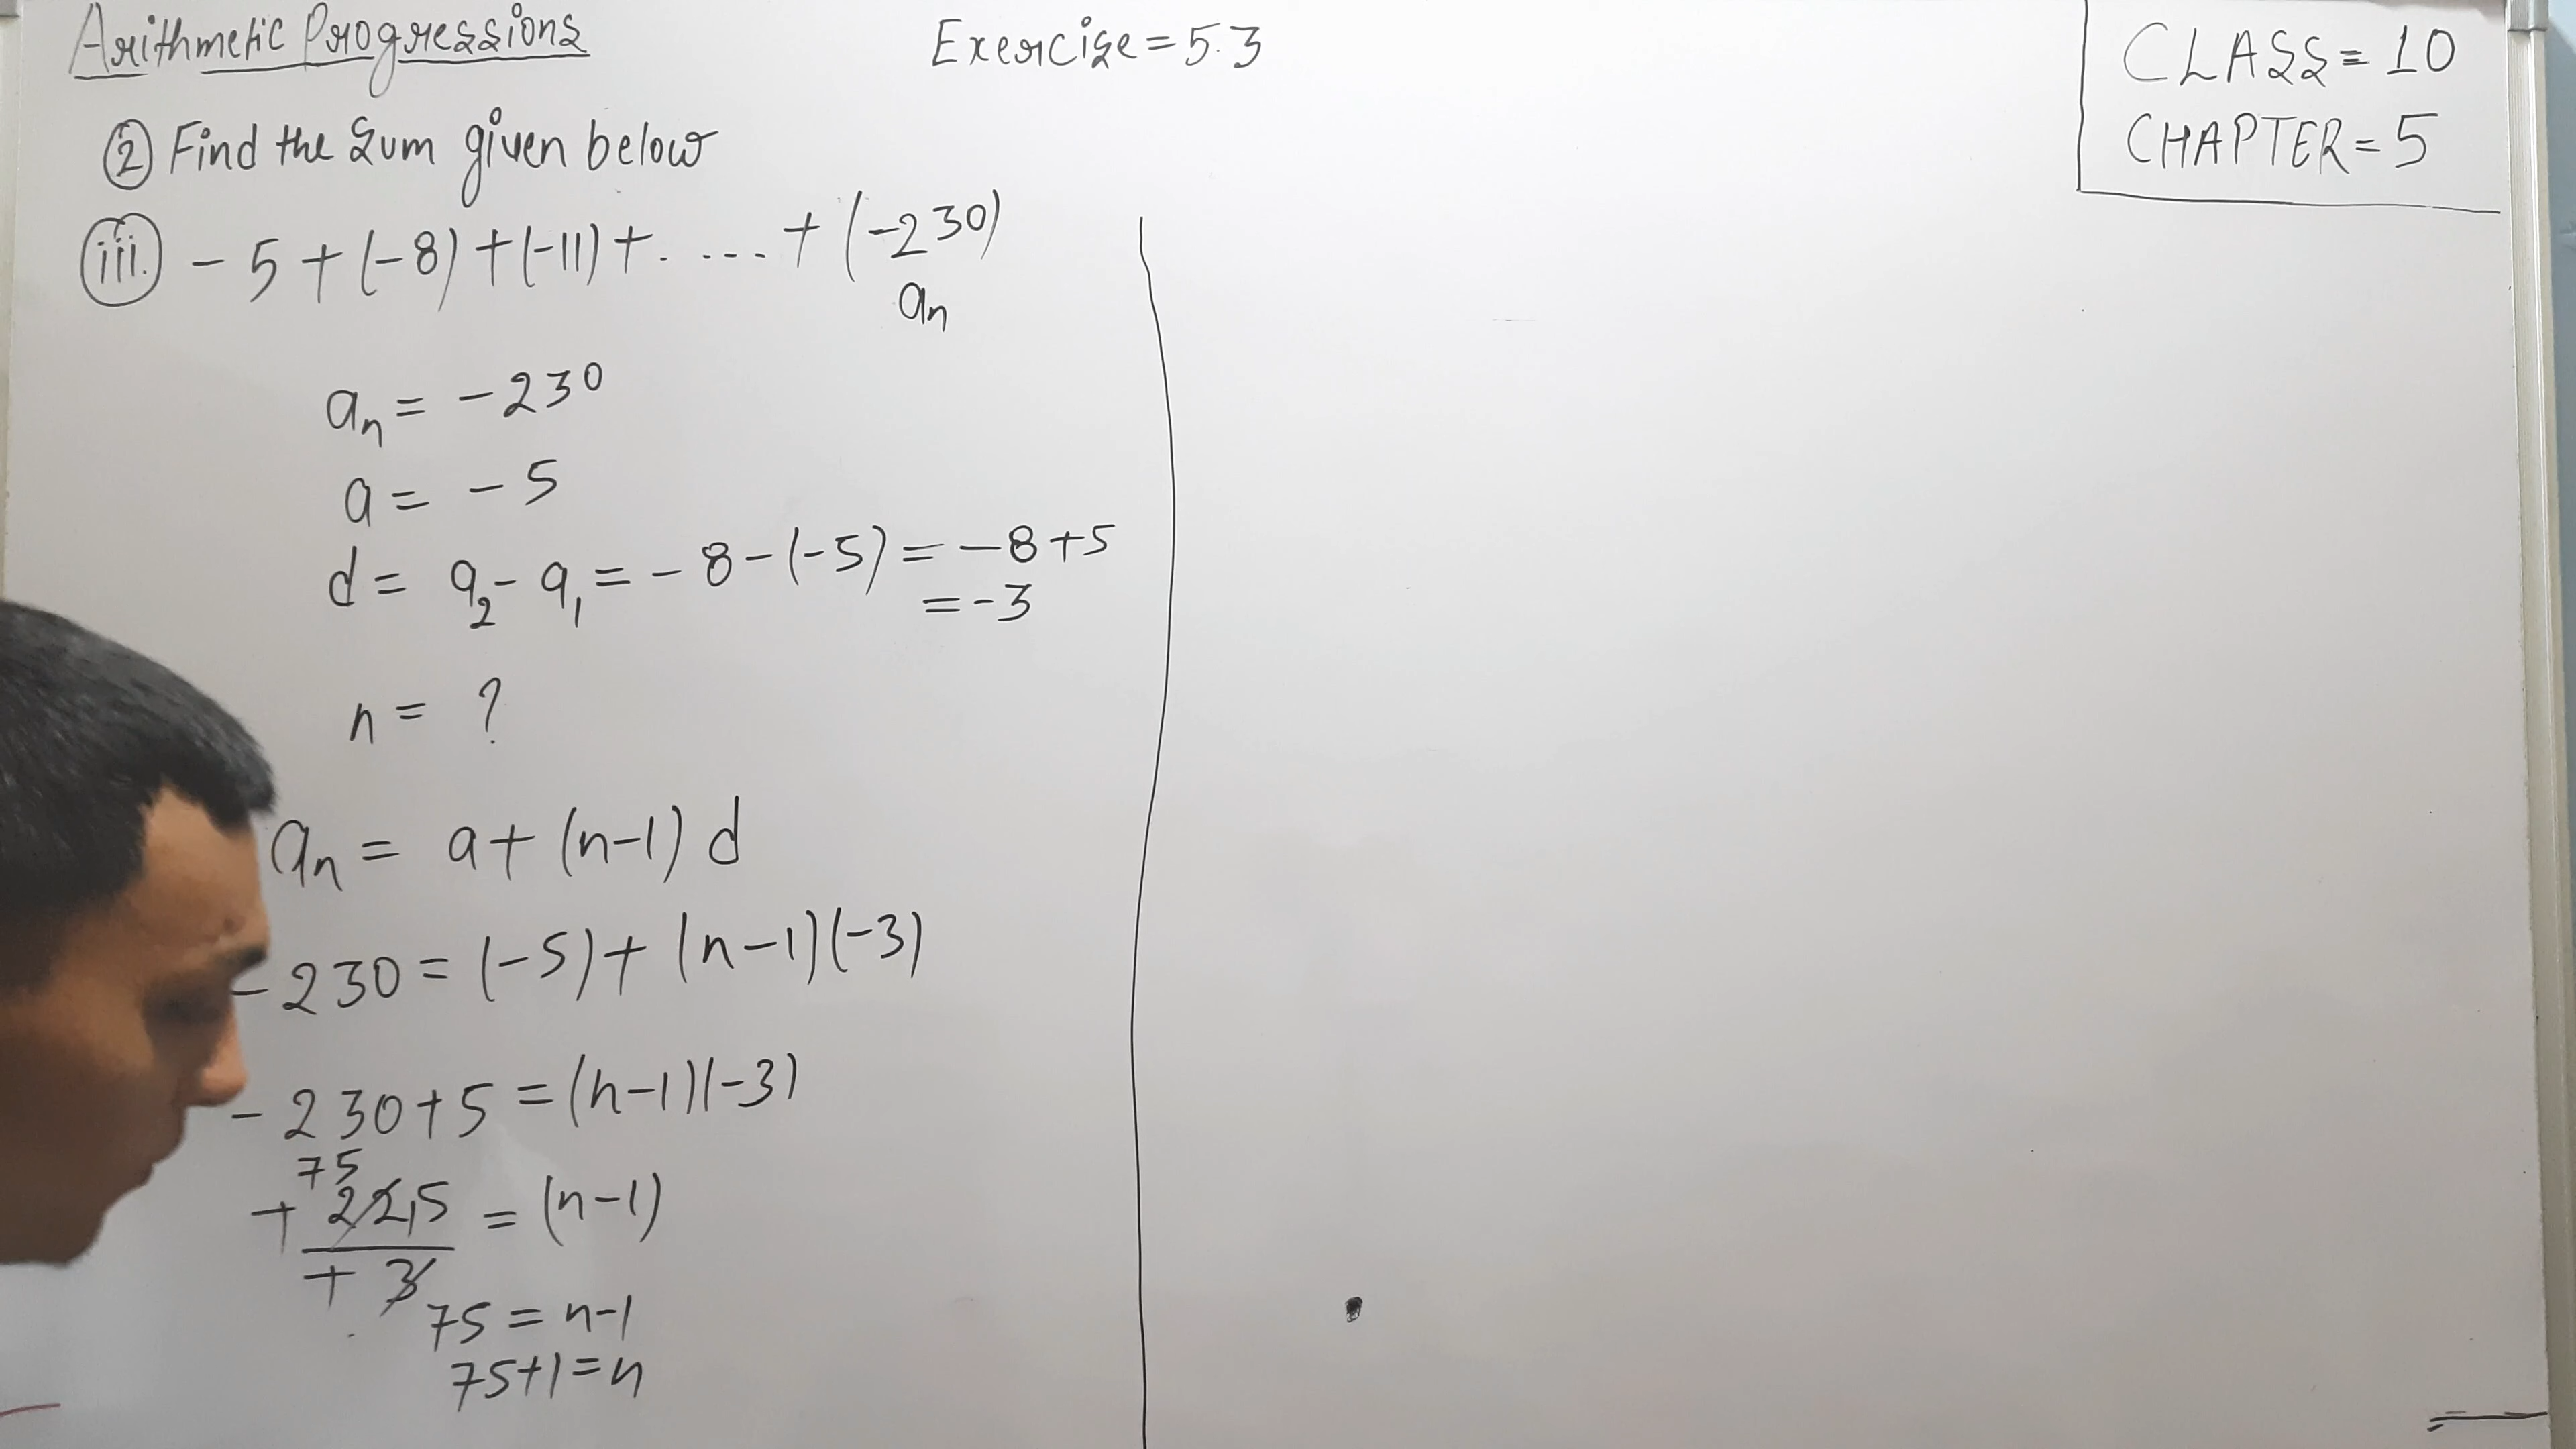 Arithmetic Progressions
Exercise = 5.3
CLASS = 10
CHAPTER = 5
② Find the Sum given below
iii. - 5 + (-8) + (-11) + ..... + (-230)
an
an = - 230
a = - 5
d = a2 - a1 = - 8 - (-5) = - 8 + 5
= - 3
n = ?
an = a + (n-1) d
- 230 = (-5) + (n-1)(-3)
- 230 + 5 = (n-1)(-3)
75
+ 225 = (n-1)
+ 3
75 = n-1
75+1 = n